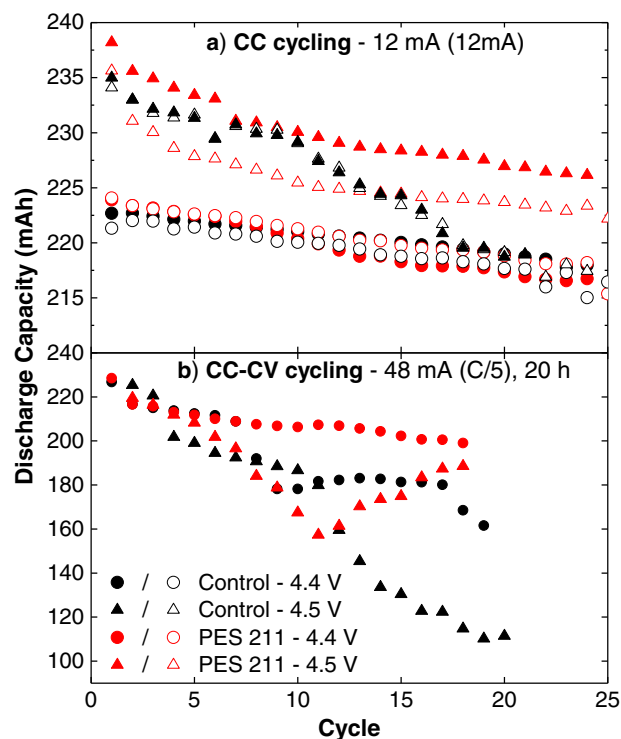 240
a) CC cycling - 12 mA (12mA)
235
230
225
220
215
Discharge Capacity (mAh)
240
b) CC-CV cycling - 48 mA (C/5), 20 h
220
200
180
160
140
120
100
/ Control - 4.4 V
/ Control - 4.5 V
/ PES 211 - 4.4 V
/ PES 211 - 4.5 V
0 5 10 15 20 25
Cycle